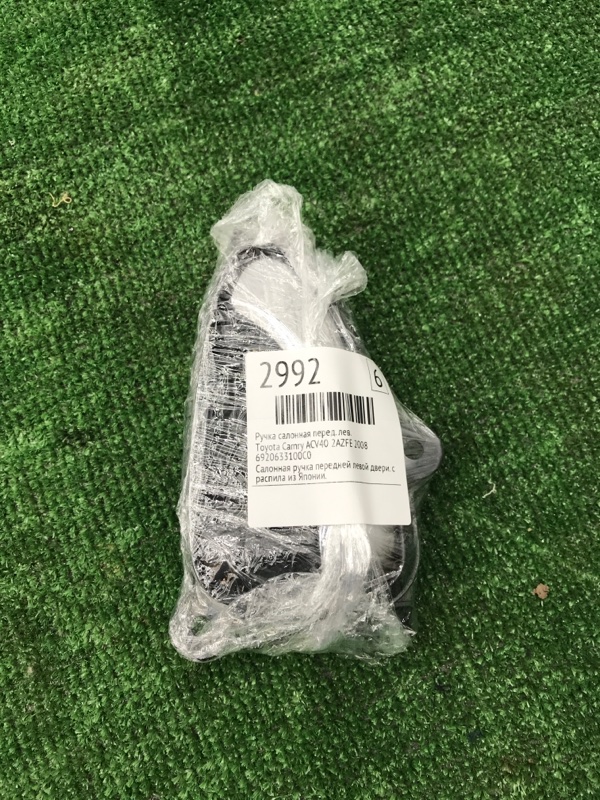 2992
6
Ручка салонная перед. лев.
Toyota Camry ACV40 2AZFE 2008
6920633100C0
Салонная ручка передней левой двери. с
распила из Японии.